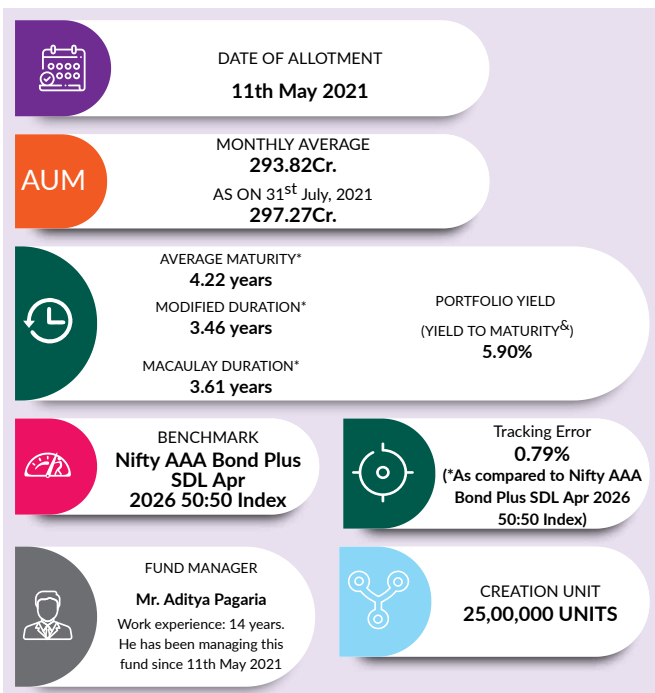 DATE OF ALLOTMENT
11th May 2021
AUM
MONTHLY AVERAGE
293.82Cr.
AS ON 31st July, 2021
297.27Cr.
AVERAGE MATURITY*
4.22 years
MODIFIED DURATION*
3.46 years
MACAULAY DURATION*
3.61 years
PORTFOLIO YIELD
(YIELD TO MATURITY&)
5.90%
BENCHMARK
Nifty AAA Bond Plus
SDL Apr
2026 50:50 Index
Tracking Error
0.79%
(*As compared to Nifty AAA
Bond Plus SDL Apr 2026
50:50 Index)
FUND MANAGER
Mr. Aditya Pagaria
Work experience: 14 years.
He has been managing this
fund since 11th May 2021
CREATION UNIT
25,00,000 UNITS